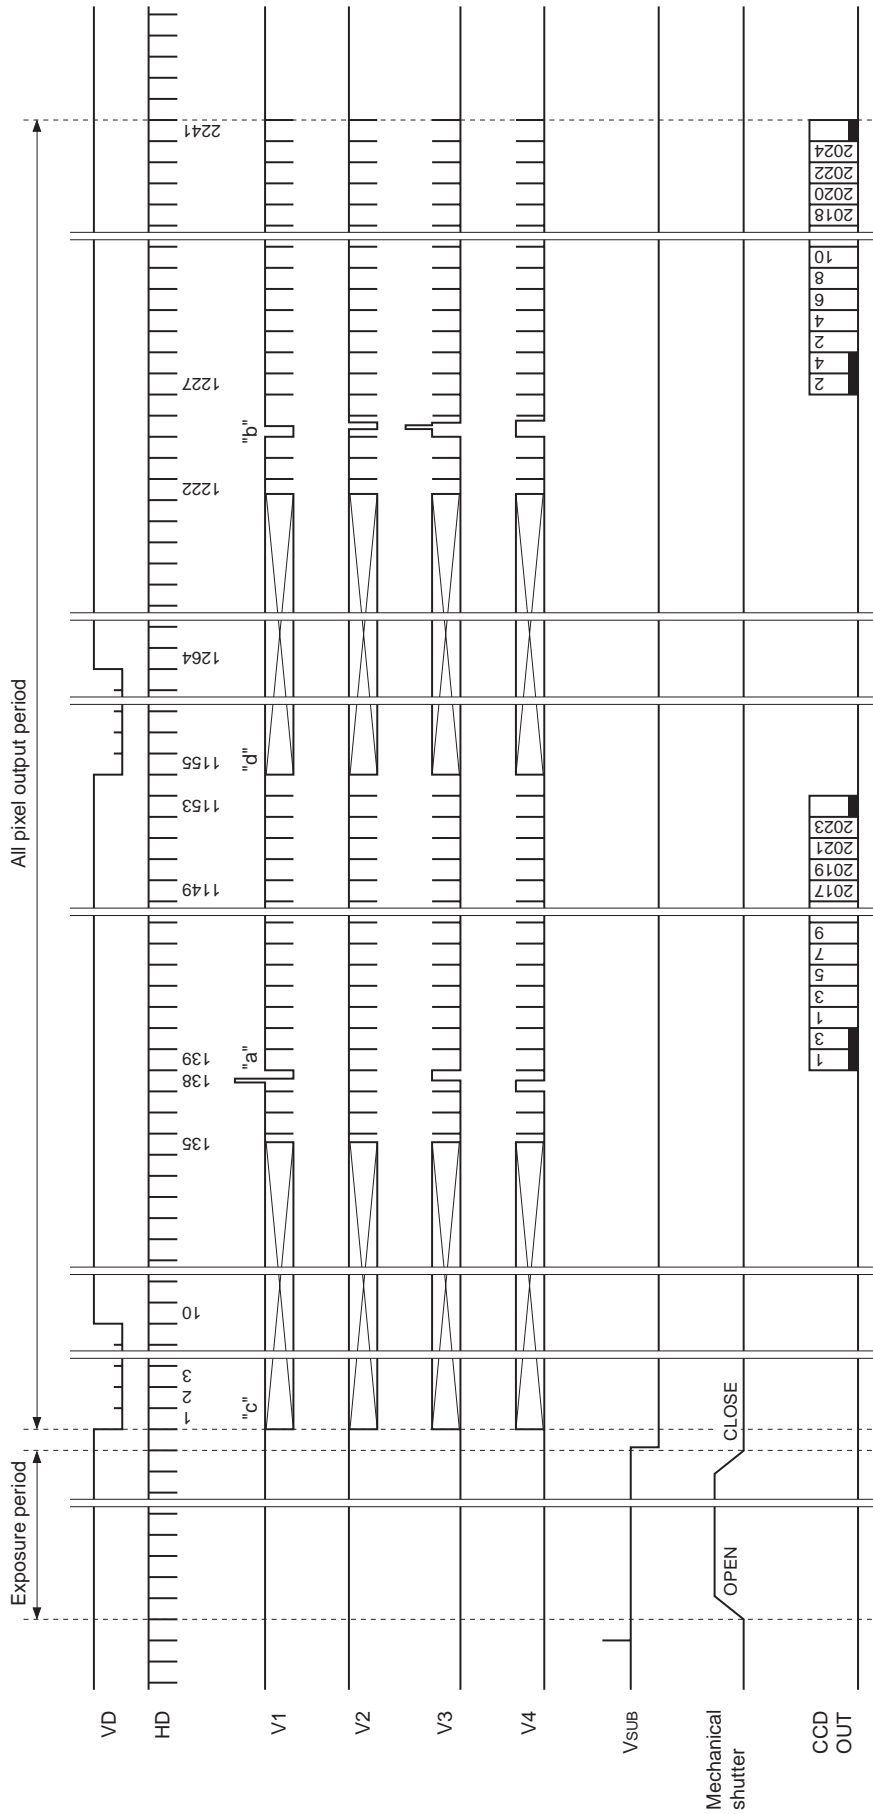 Exposure period
All pixel output period
VD
HD
1 2 3 10 135 138 139 1149 1153 1155 1264 1222 1227 2241
"c" "a" "d" "b"
V1
V2
V3
V4
VSUB
Mechanical
shutter
OPEN CLOSE
CCD
OUT
1 3 1 3 5 7 9 2017 2019 2021 2023 2 4 2 4 6 8 10 2018 2020 2022 2024